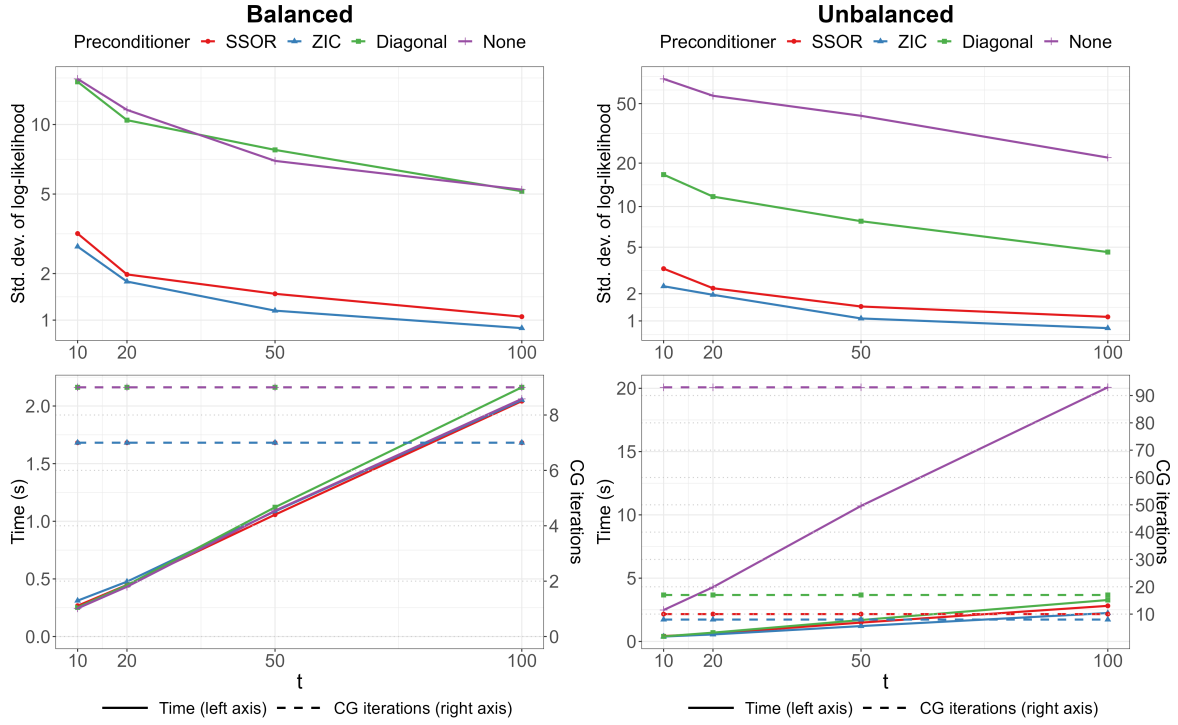 Balanced
Preconditioner SSOR ZIC Diagonal None
Std. dev. of log-likelihood
10
5
2
1
10 20 50 100
Time (s)
2.0
1.5
1.0
0.5
0.0
CG iterations
8
6
4
2
0
10 20 50 100
t
Time (left axis) CG iterations (right axis)
Unbalanced
Preconditioner SSOR ZIC Diagonal None
Std. dev. of log-likelihood
50
20
10
5
2
1
10 20 50 100
Time (s)
20
15
10
5
0
CG iterations
90
80
70
60
50
40
30
20
10
10 20 50 100
t
Time (left axis) CG iterations (right axis)